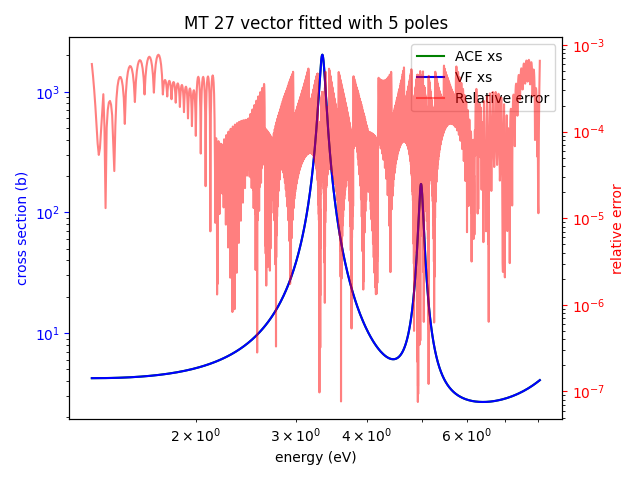 MT 27 vector fitted with 5 poles
ACE xs
VF xs
Relative error
cross section (b)
10³
10²
10¹
relative error
10⁻³
10⁻⁴
10⁻⁵
10⁻⁶
10⁻⁷
2 × 10⁰ 3 × 10⁰ 4 × 10⁰ 6 × 10⁰
energy (eV)